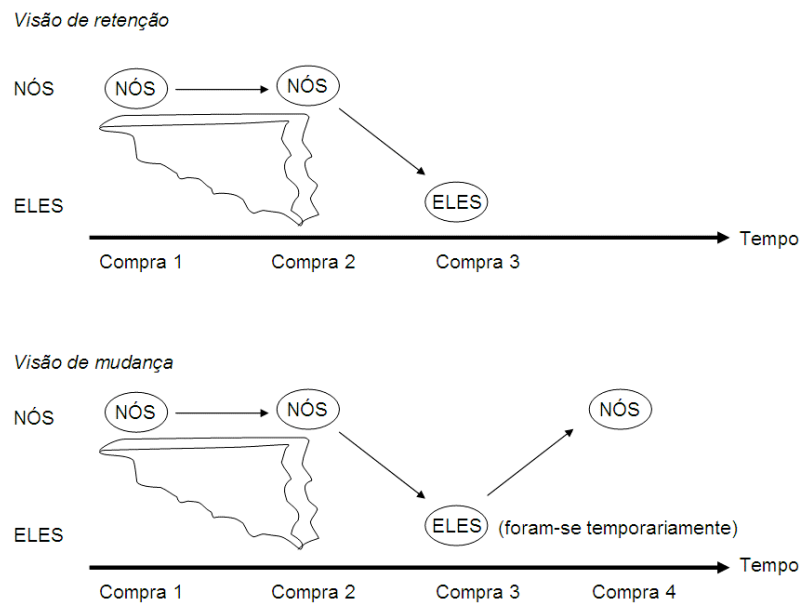 Visão de retenção
NÓS NÓS NÓS
ELES ELES
Tempo
Compra 1 Compra 2 Compra 3
Visão de mudança
NÓS NÓS NÓS NÓS
ELES ELES (foram-se temporariamente)
Tempo
Compra 1 Compra 2 Compra 3 Compra 4